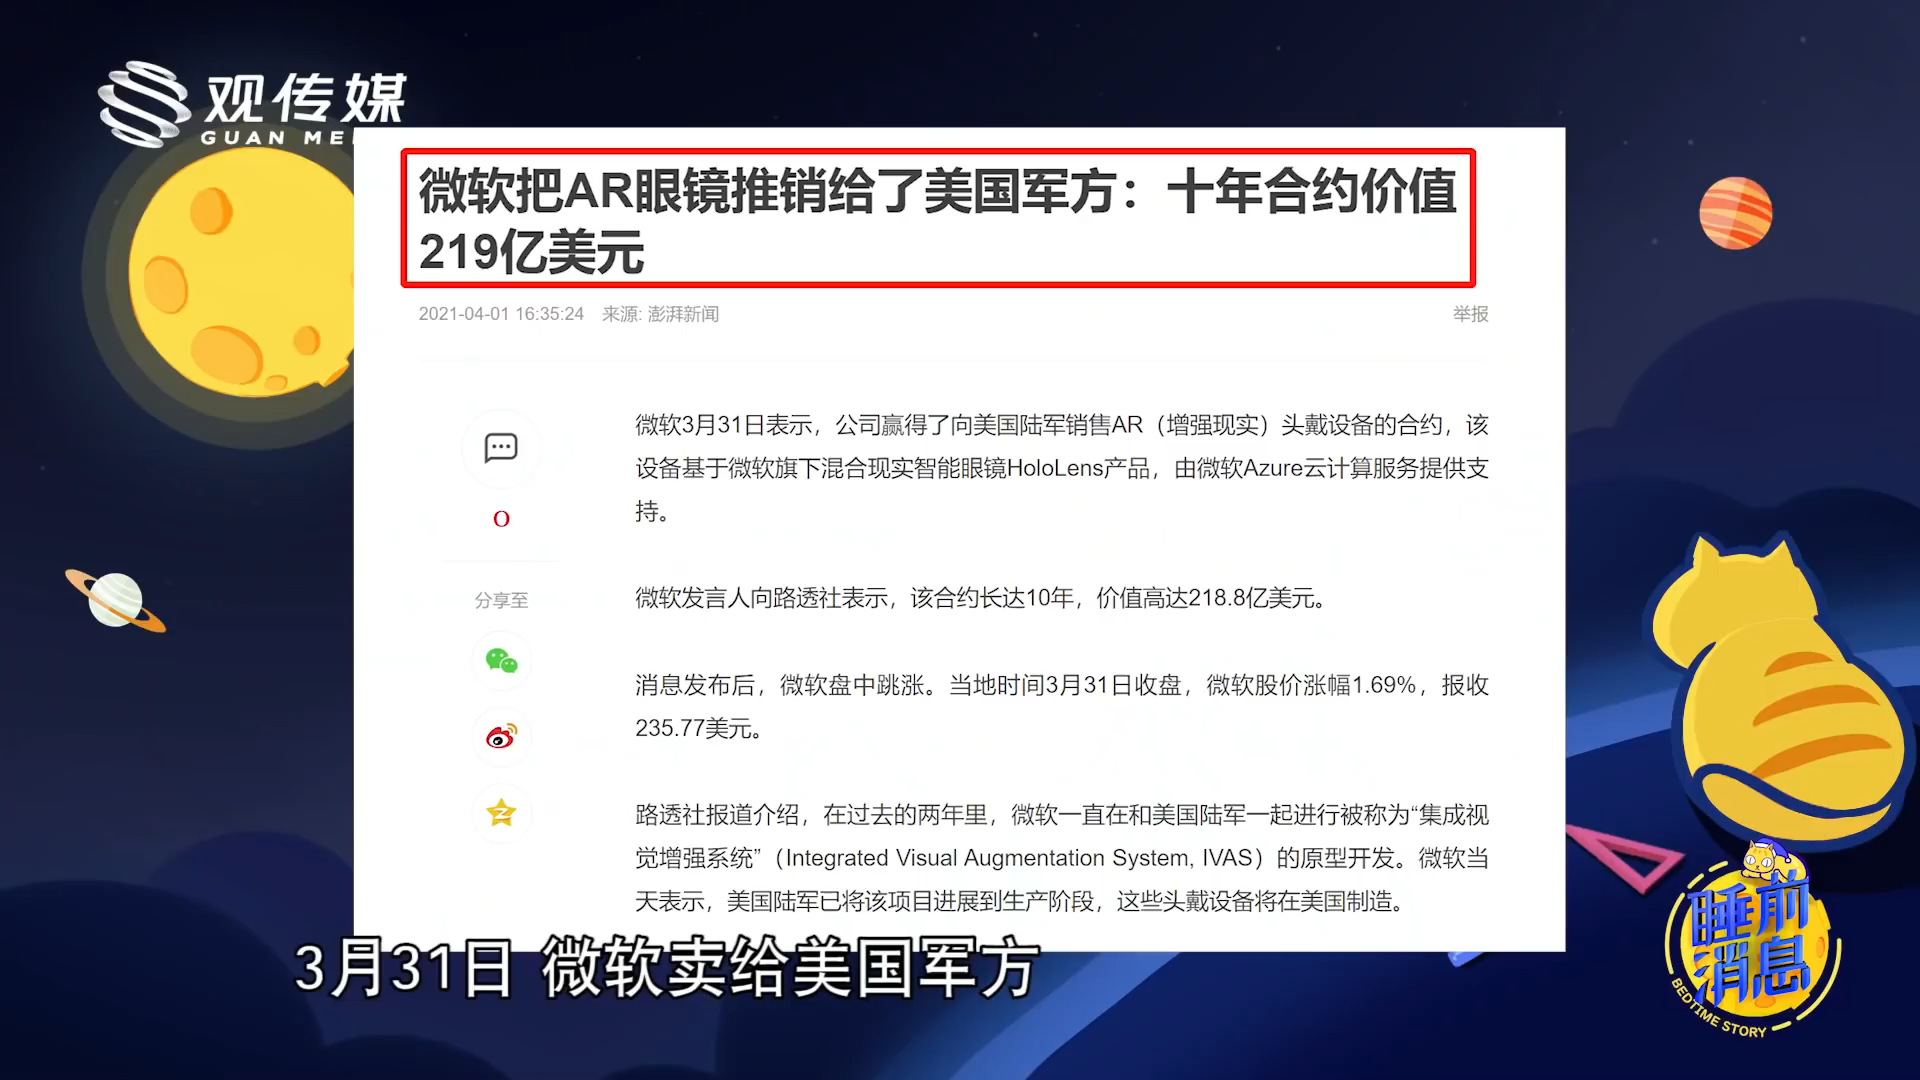 观传媒
GUAN ME
微软把AR眼镜推销给了美国军方：十年合约价值
219亿美元
2021-04-01 16:35:24 来源: 澎湃新闻
举报
微软3月31日表示，公司赢得了向美国陆军销售AR（增强现实）头戴设备的合约，该
设备基于微软旗下混合现实智能眼镜HoloLens产品，由微软Azure云计算服务提供支
持。
0
分享至
微软发言人向路透社表示，该合约长达10年，价值高达218.8亿美元。
消息发布后，微软盘中跳涨。当地时间3月31日收盘，微软股价涨幅1.69%，报收
235.77美元。
路透社报道介绍，在过去的两年里，微软一直在和美国陆军一起进行被称为“集成视
觉增强系统”（Integrated Visual Augmentation System, IVAS）的原型开发。微软当
天表示，美国陆军已将该项目进展到生产阶段，这些头戴设备将在美国制造。
3月31日 微软卖给美国军方
睡前
消息
BEDTIME STORY